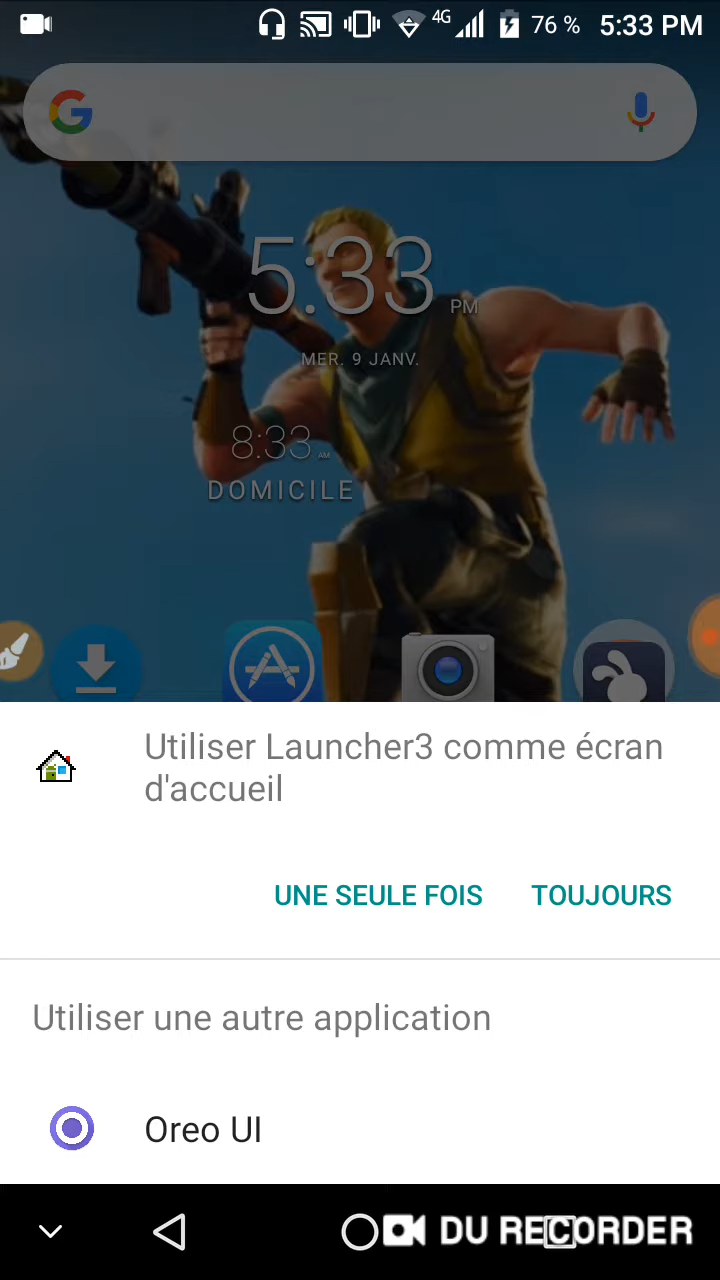 4G 76 % 5:33 PM
5:33 PM
MER. 9 JANV.
8:33 AM
DOMICILE
Utiliser Launcher3 comme écran
d'accueil
UNE SEULE FOIS TOUJOURS
Utiliser une autre application
Oreo UI
DU RECORDER